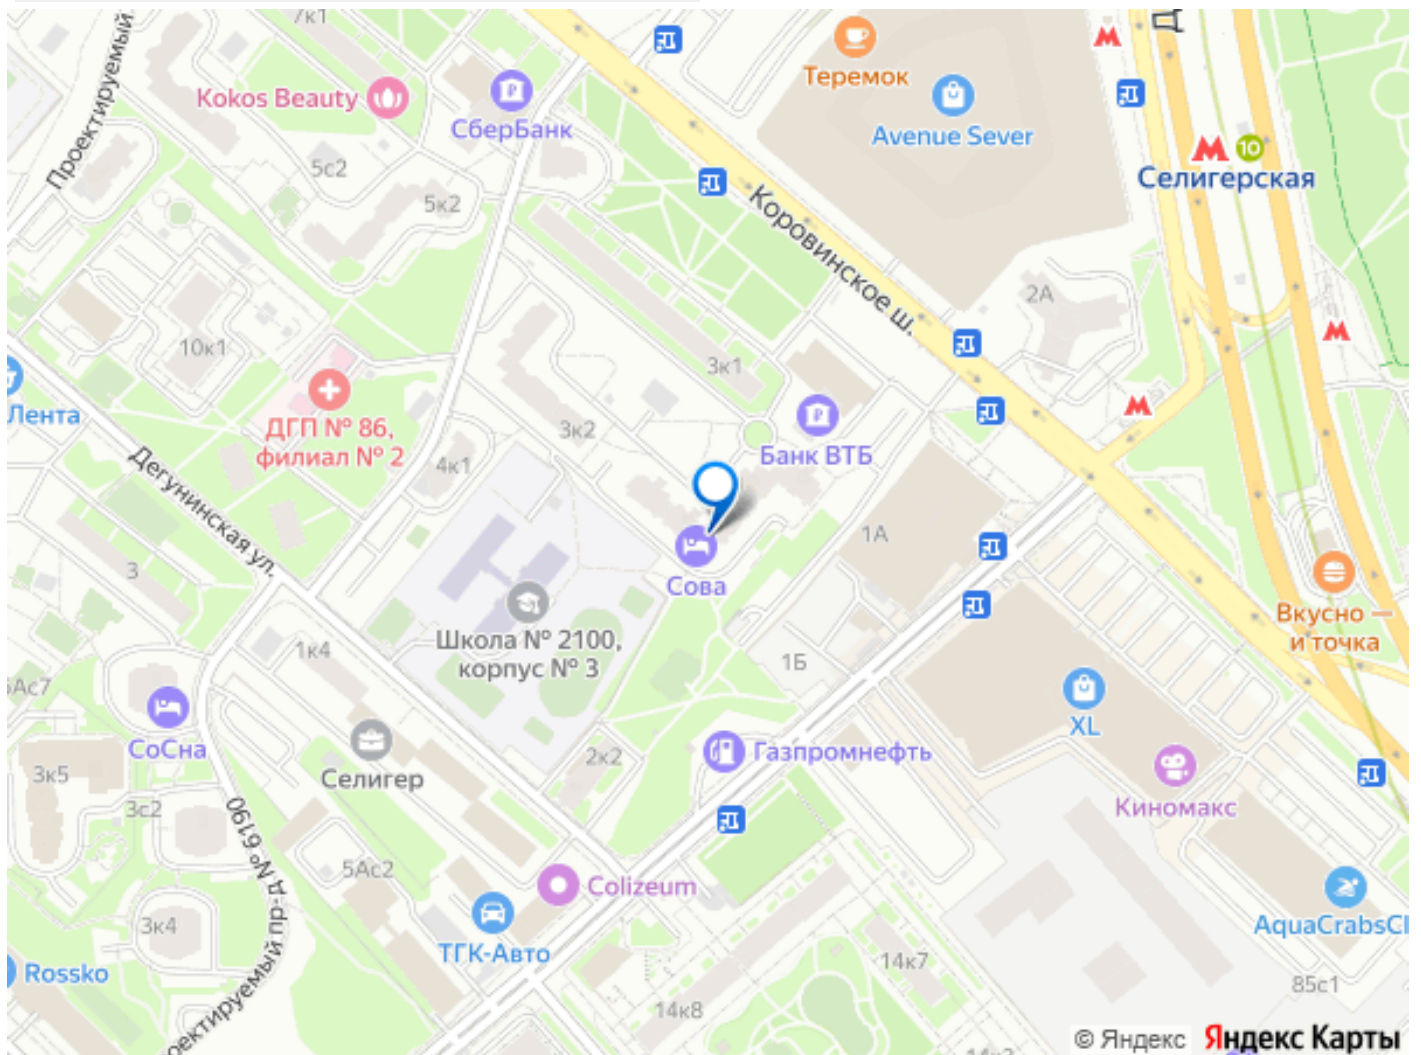 7к1
Проектируемый
Kokos Beauty
СберБанк
5с2
5к2
Теремок
Avenue Sever
10
Селигерская
Коровинское ш.
2А
10к1
3к1
Лента
ДГП № 86,
филиал № 2
3к2
4к1
Банк ВТБ
Дегунинская ул.
1А
3
Сова
Школа № 2100,
корпус № 3
Вкусно —
и точка
1к4
1Б
5Ас7
СоСна
XL
Селигер
2к2
Газпромнефть
3к5
Киномакс
3с2
Проектируемый пр-д № 6190
5Ас2
Colizeum
AquaCrabsCl
3к4
ТГК-Авто
Rossko
14к7
85с1
14к8
14к2
© Яндекс Яндекс Карты